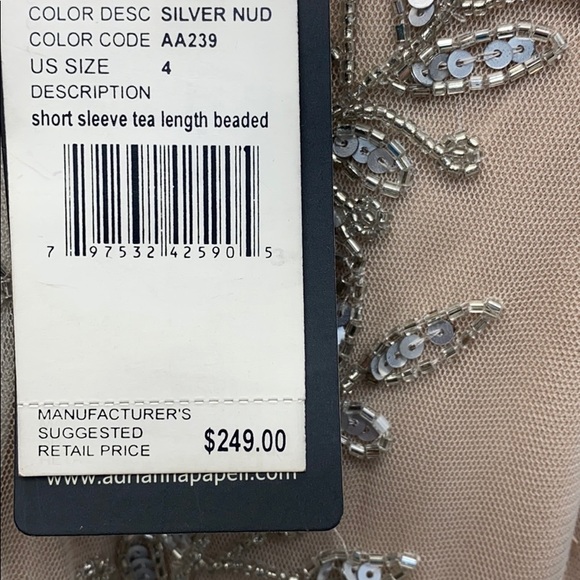 COLOR DESC SILVER NUD
COLOR CODE AA239
US SIZE 4
DESCRIPTION
short sleeve tea length beaded
7 97532 42590 5
MANUFACTURER'S
SUGGESTED
RETAIL PRICE $249.00
www.adriannapapell.com